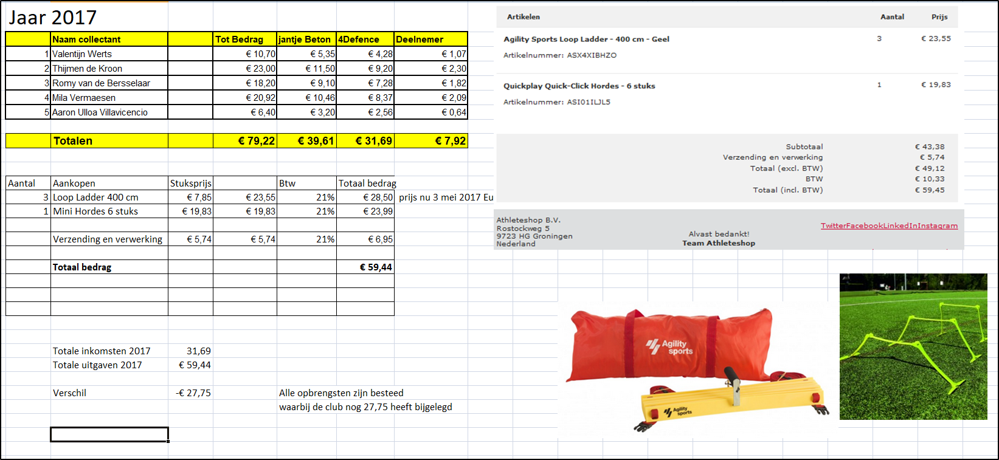 Jaar 2017
Naam collectant Tot Bedrag jantje Beton 4Defence Deelnemer
1 Valentijn Werts € 10,70 € 5,35 € 4,28 € 1,07
2 Thijmen de Kroon € 23,00 € 11,50 € 9,20 € 2,30
3 Romy van de Bersselaar € 18,20 € 9,10 € 7,28 € 1,82
4 Mila Vermaesen € 20,92 € 10,46 € 8,37 € 2,09
5 Aaron Ulloa Villavicencio € 6,40 € 3,20 € 2,56 € 0,64
Totalen € 79,22 € 39,61 € 31,69 € 7,92
Aantal Aankopen Stuksprijs Btw Totaal bedrag
3 Loop Ladder 400 cm € 7,85 € 23,55 21% € 28,50 prijs nu 3 mei 2017 Eu
1 Mini Hordes 6 stuks € 19,83 € 19,83 21% € 23,99
Verzending en verwerking € 5,74 € 5,74 21% € 6,95
Totaal bedrag € 59,44
Totale inkomsten 2017 31,69
Totale uitgaven 2017 € 59,44
Verschil -€ 27,75 Alle opbrengsten zijn besteed
waarbij de club nog 27,75 heeft bijgelegd
Artikelen Aantal Prijs
Agility Sports Loop Ladder - 400 cm - Geel 3 € 23,55
Artikelnummer: ASX4XIBHZO
Quickplay Quick-Click Hordes - 6 stuks 1 € 19,83
Artikelnummer: ASI01ILJL5
Subtotaal € 43,38
Verzending en verwerking € 5,74
Totaal (excl. BTW) € 49,12
BTW € 10,33
Totaal (incl. BTW) € 59,45
Athleteshop B.V.
Rostockweg 5
9723 HG Groningen
Nederland
Alvast bedankt!
Team Athleteshop
TwitterFacebookLinkedInInstagram
Agility
sports
Agility
sports